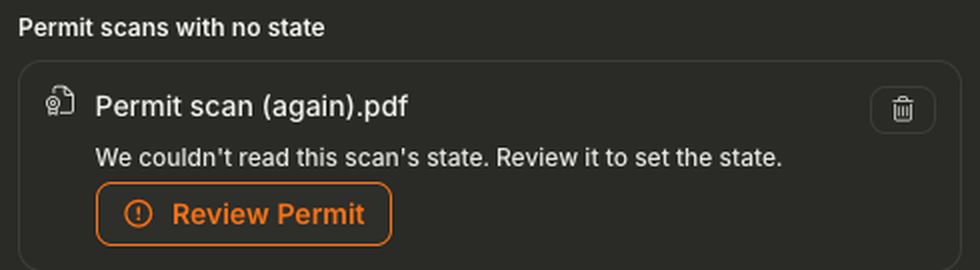 Permit scans with no state
Permit scan (again).pdf
We couldn't read this scan's state. Review it to set the state.
Review Permit